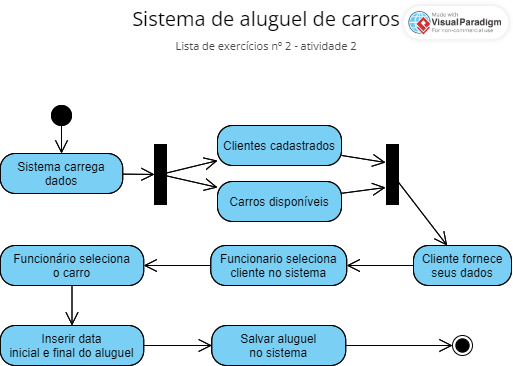 Sistema de aluguel de carros
Made with
VisualParadigm
For non-commercial use
Lista de exercícios nº 2 - atividade 2
Sistema carrega
dados
Clientes cadastrados
Carros disponíveis
Funcionário seleciona
o carro
Funcionario seleciona
cliente no sistema
Cliente fornece
seus dados
Inserir data
inicial e final do aluguel
Salvar aluguel
no sistema